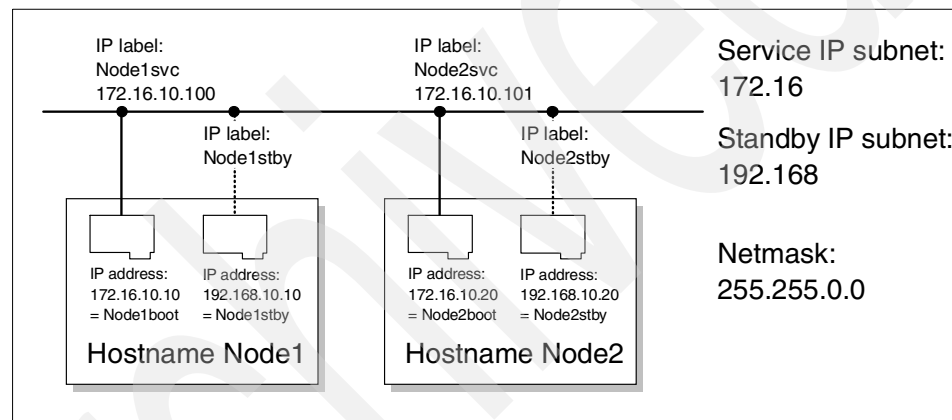 IP label:
Node1svc
172.16.10.100
IP label:
Node2svc
172.16.10.101
IP label:
Node1stby
IP label:
Node2stby
IP address:
172.16.10.10
= Node1boot
IP address:
192.168.10.10
= Node1stby
Hostname Node1
IP address:
172.16.10.20
= Node2boot
IP address:
192.168.10.20
= Node2stby
Hostname Node2
Service IP subnet:
172.16
Standby IP subnet:
192.168
Netmask:
255.255.0.0